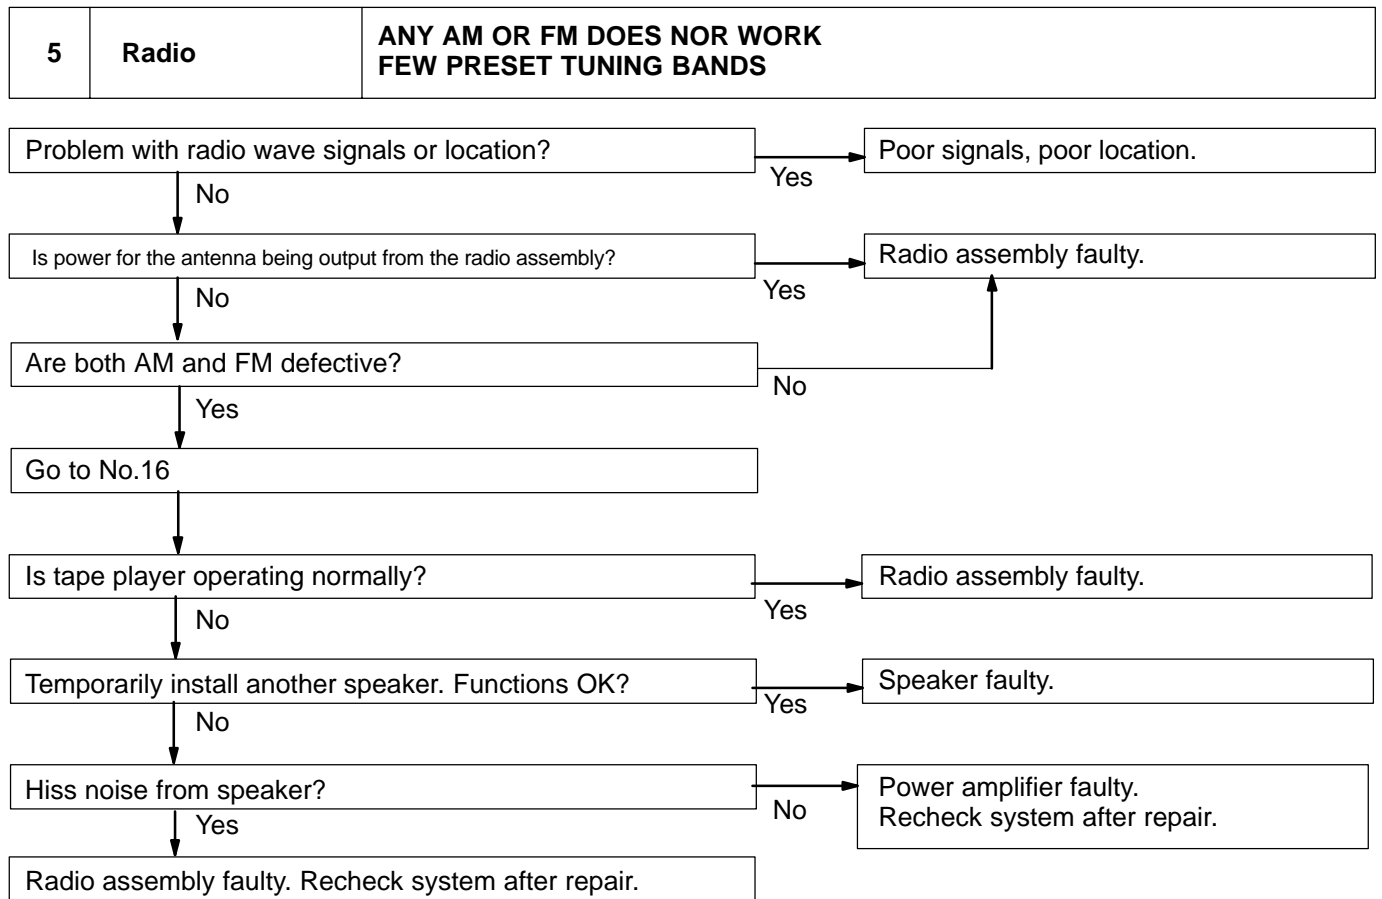 5
Radio
ANY AM OR FM DOES NOR WORK
FEW PRESET TUNING BANDS
Problem with radio wave signals or location?
Yes
Poor signals, poor location.
No
Is power for the antenna being output from the radio assembly?
Yes
Radio assembly faulty.
No
Are both AM and FM defective?
No
Yes
Go to No.16
Is tape player operating normally?
Yes
Radio assembly faulty.
No
Temporarily install another speaker. Functions OK?
Yes
Speaker faulty.
No
Hiss noise from speaker?
No
Power amplifier faulty.
Recheck system after repair.
Yes
Radio assembly faulty. Recheck system after repair.